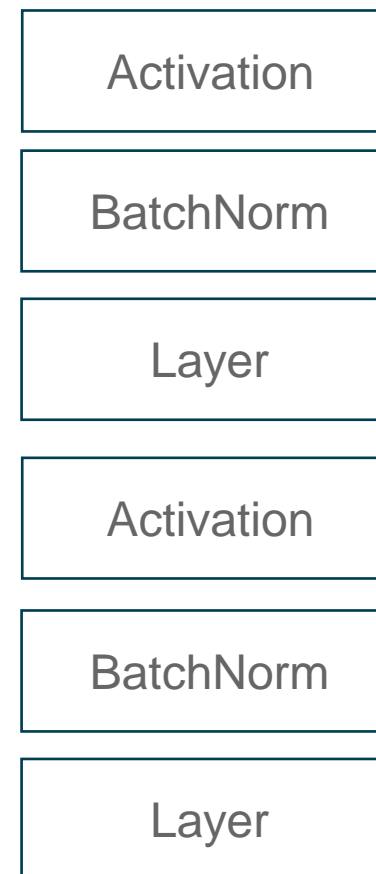 Activation
BatchNorm
Layer
Activation
BatchNorm
Layer